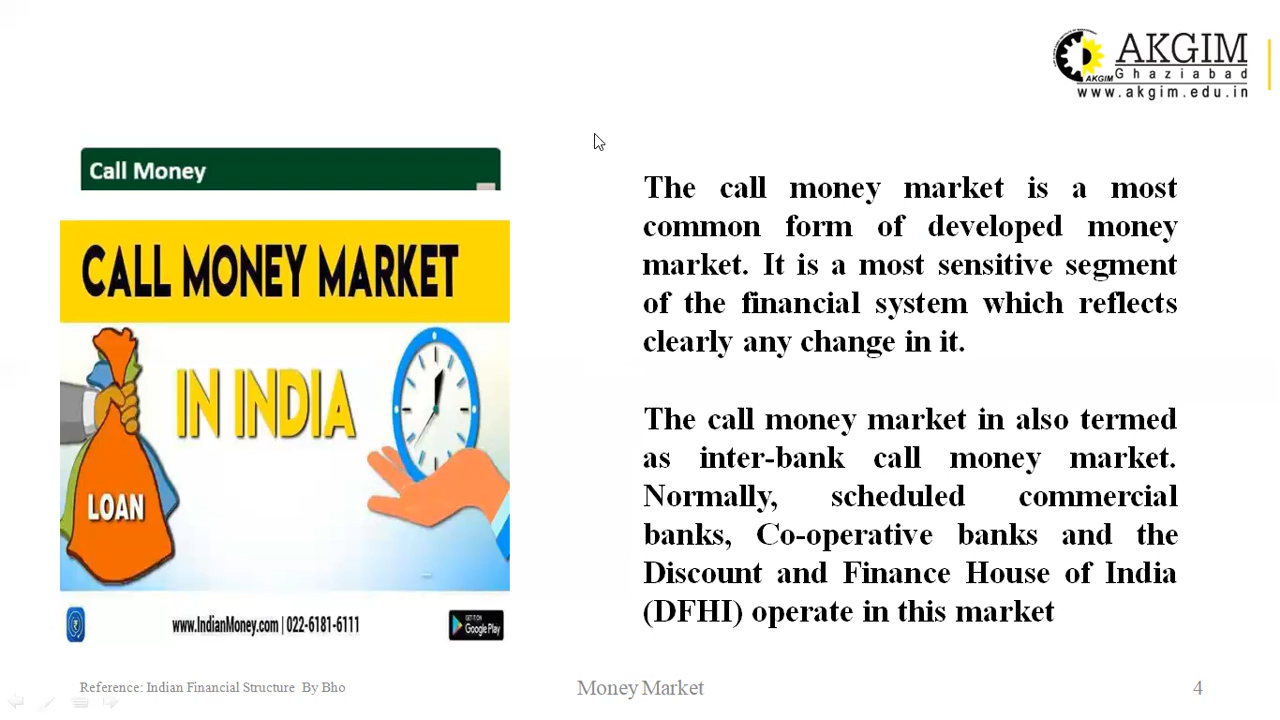 AKGIM
Ghaziabad
AKGIM
www.akgim.edu.in
Call Money
CALL MONEY MARKET
IN INDIA
LOAN
www.IndianMoney.com | 022-6181-6111
GET IT ON
Google Play
The call money market is a most
common form of developed money
market. It is a most sensitive segment
of the financial system which reflects
clearly any change in it.
The call money market in also termed
as inter-bank call money market.
Normally, scheduled commercial
banks, Co-operative banks and the
Discount and Finance House of India
(DFHI) operate in this market
Reference: Indian Financial Structure By Bho
Money Market
4